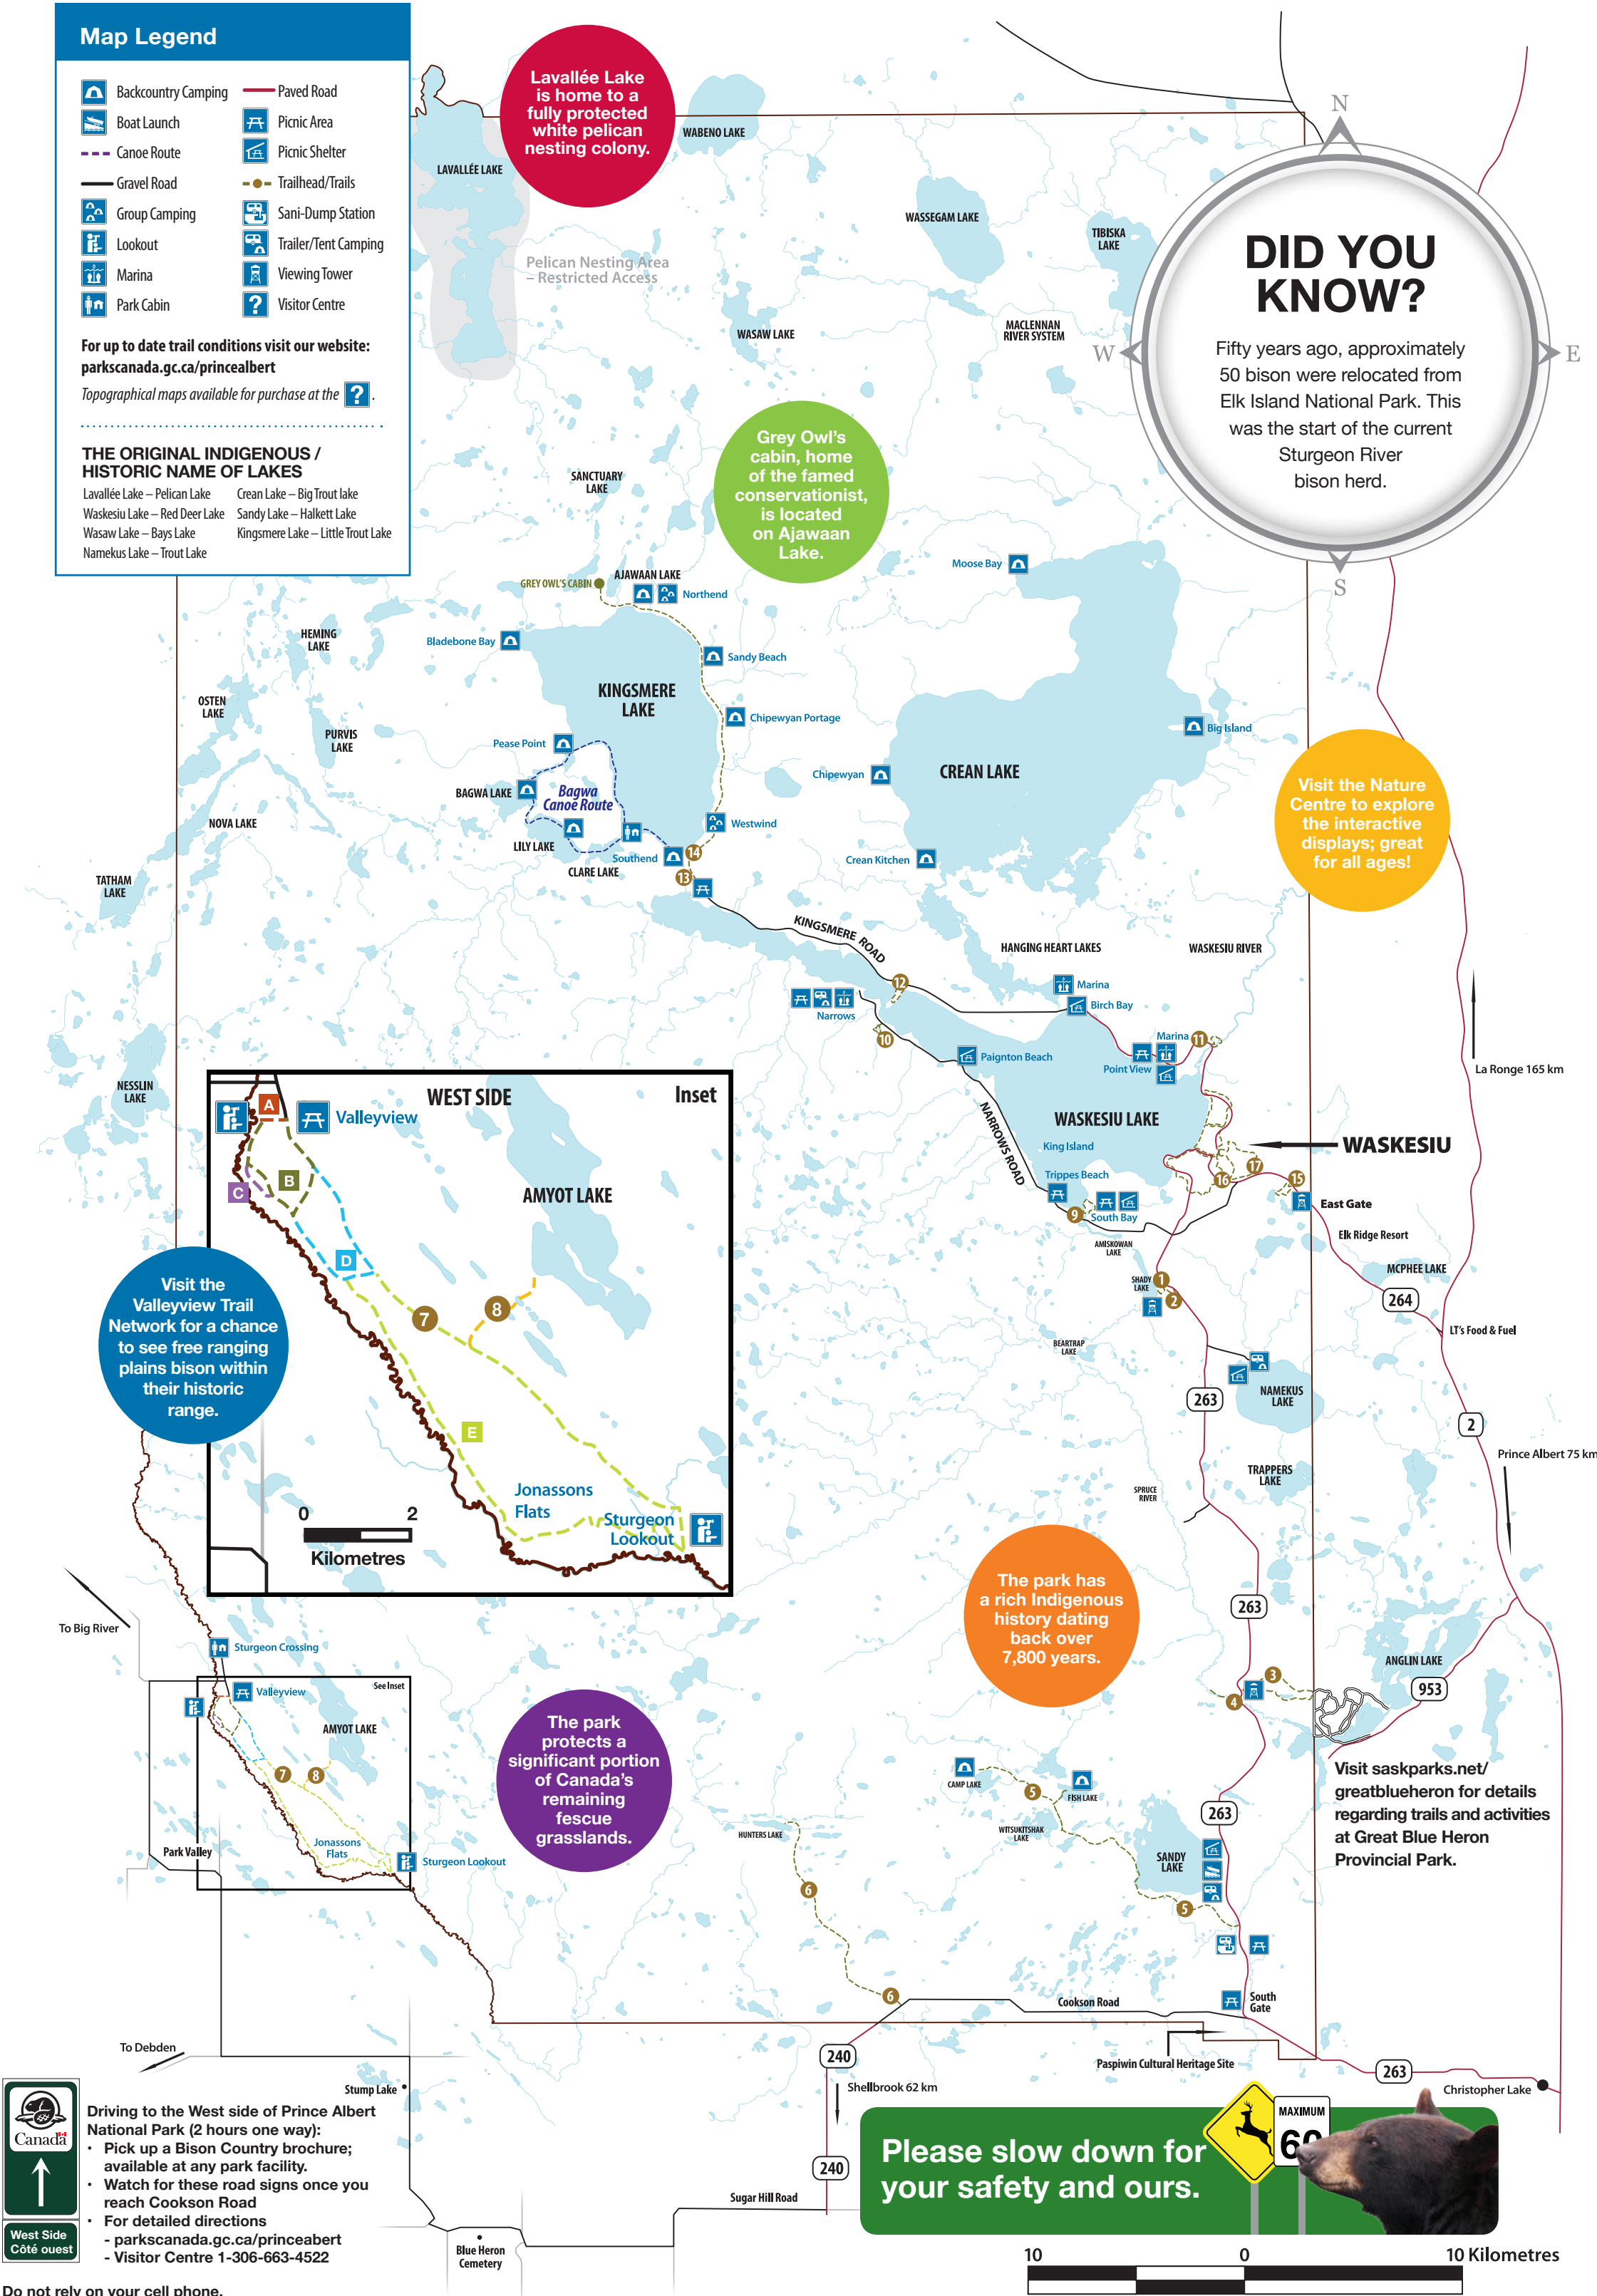 Map Legend
Backcountry Camping
Boat Launch
Canoe Route
Gravel Road
Group Camping
Lookout
Marina
Park Cabin
Paved Road
Picnic Area
Picnic Shelter
Trailhead/Trails
Sani-Dump Station
Trailer/Tent Camping
Viewing Tower
? Visitor Centre
For up to date trail conditions visit our website:
parkscanada.gc.ca/princealbert
Topographical maps available for purchase at the ? .
THE ORIGINAL INDIGENOUS /
HISTORIC NAME OF LAKES
Lavallée Lake – Pelican Lake
Waskesiu Lake – Red Deer Lake
Wasaw Lake – Bays Lake
Namekus Lake – Trout Lake
Crean Lake – Big Trout lake
Sandy Lake – Halkett Lake
Kingsmere Lake – Little Trout Lake
Lavallée Lake
is home to a
fully protected
white pelican
nesting colony.
WABENO LAKE
LAVALLÉE LAKE
WASSEGAM LAKE
TIBISKA
LAKE
Pelican Nesting Area
– Restricted Access
WASAW LAKE
MACLENNAN
RIVER SYSTEM
N
W
E
S
DID YOU
KNOW?
Fifty years ago, approximately
50 bison were relocated from
Elk Island National Park. This
was the start of the current
Sturgeon River
bison herd.
Grey Owl's
cabin, home
of the famed
conservationist,
is located
on Ajawaan
Lake.
SANCTUARY
LAKE
AJAWAAN LAKE
GREY OWL'S CABIN
Northend
Moose Bay
HEMING
LAKE
Bladebone Bay
Sandy Beach
OSTEN
LAKE
KINGSMERE
LAKE
Chipewyan Portage
PURVIS
LAKE
Pease Point
Big Island
CREAN LAKE
Chipewyan
BAGWA LAKE
Bagwa
Canoe Route
NOVA LAKE
Westwind
LILY LAKE
Southend
14
CLARE LAKE
13
Crean Kitchen
TATHAM
LAKE
Visit the Nature
Centre to explore
the interactive
displays; great
for all ages!
KINGSMERE ROAD
HANGING HEART LAKES
WASKESIU RIVER
12
Marina
Birch Bay
Narrows
10
Marina
11
Point View
Paignton Beach
La Ronge 165 km
NESSLIN
LAKE
NARROWS ROAD
WASKESIU LAKE
King Island
WASKESIU
Trippes Beach
17
16
15
9
South Bay
East Gate
AMISKOWAN
LAKE
Elk Ridge Resort
MCPHEE LAKE
SHADY
LAKE
1
2
264
LT's Food & Fuel
BEARTRAP
LAKE
263
NAMEKUS
LAKE
2
Prince Albert 75 km
TRAPPERS
LAKE
SPRUCE
RIVER
WEST SIDE
Inset
A
Valleyview
B
C
AMYOT LAKE
D
7
8
E
Jonassons
Flats
Sturgeon
Lookout
0
2
Kilometres
Visit the
Valleyview Trail
Network for a chance
to see free ranging
plains bison within
their historic
range.
The park has
a rich Indigenous
history dating
back over
7,800 years.
263
To Big River
Sturgeon Crossing
Valleyview
See Inset
AMYOT LAKE
7
8
Park Valley
Jonassons
Flats
Sturgeon Lookout
3
4
ANGLIN LAKE
953
The park
protects a
significant portion
of Canada's
remaining
fescue
grasslands.
CAMP LAKE
5
FISH LAKE
WITSUKITSHAK
LAKE
HUNTERS LAKE
263
SANDY
LAKE
5
6
6
Visit saskparks.net/
greatblueheron for details
regarding trails and activities
at Great Blue Heron
Provincial Park.
Cookson Road
South
Gate
Paspiwin Cultural Heritage Site
240
Shellbrook 62 km
263
Christopher Lake
To Debden
Stump Lake
Canada
West Side
Côté ouest
Driving to the West side of Prince Albert
National Park (2 hours one way):
• Pick up a Bison Country brochure;
available at any park facility.
• Watch for these road signs once you
reach Cookson Road
• For detailed directions
- parkscanada.gc.ca/princeabert
- Visitor Centre 1-306-663-4522
Do not rely on your cell phone.
240
Sugar Hill Road
Blue Heron
Cemetery
Please slow down for
your safety and ours.
MAXIMUM
60
10
0
10 Kilometres